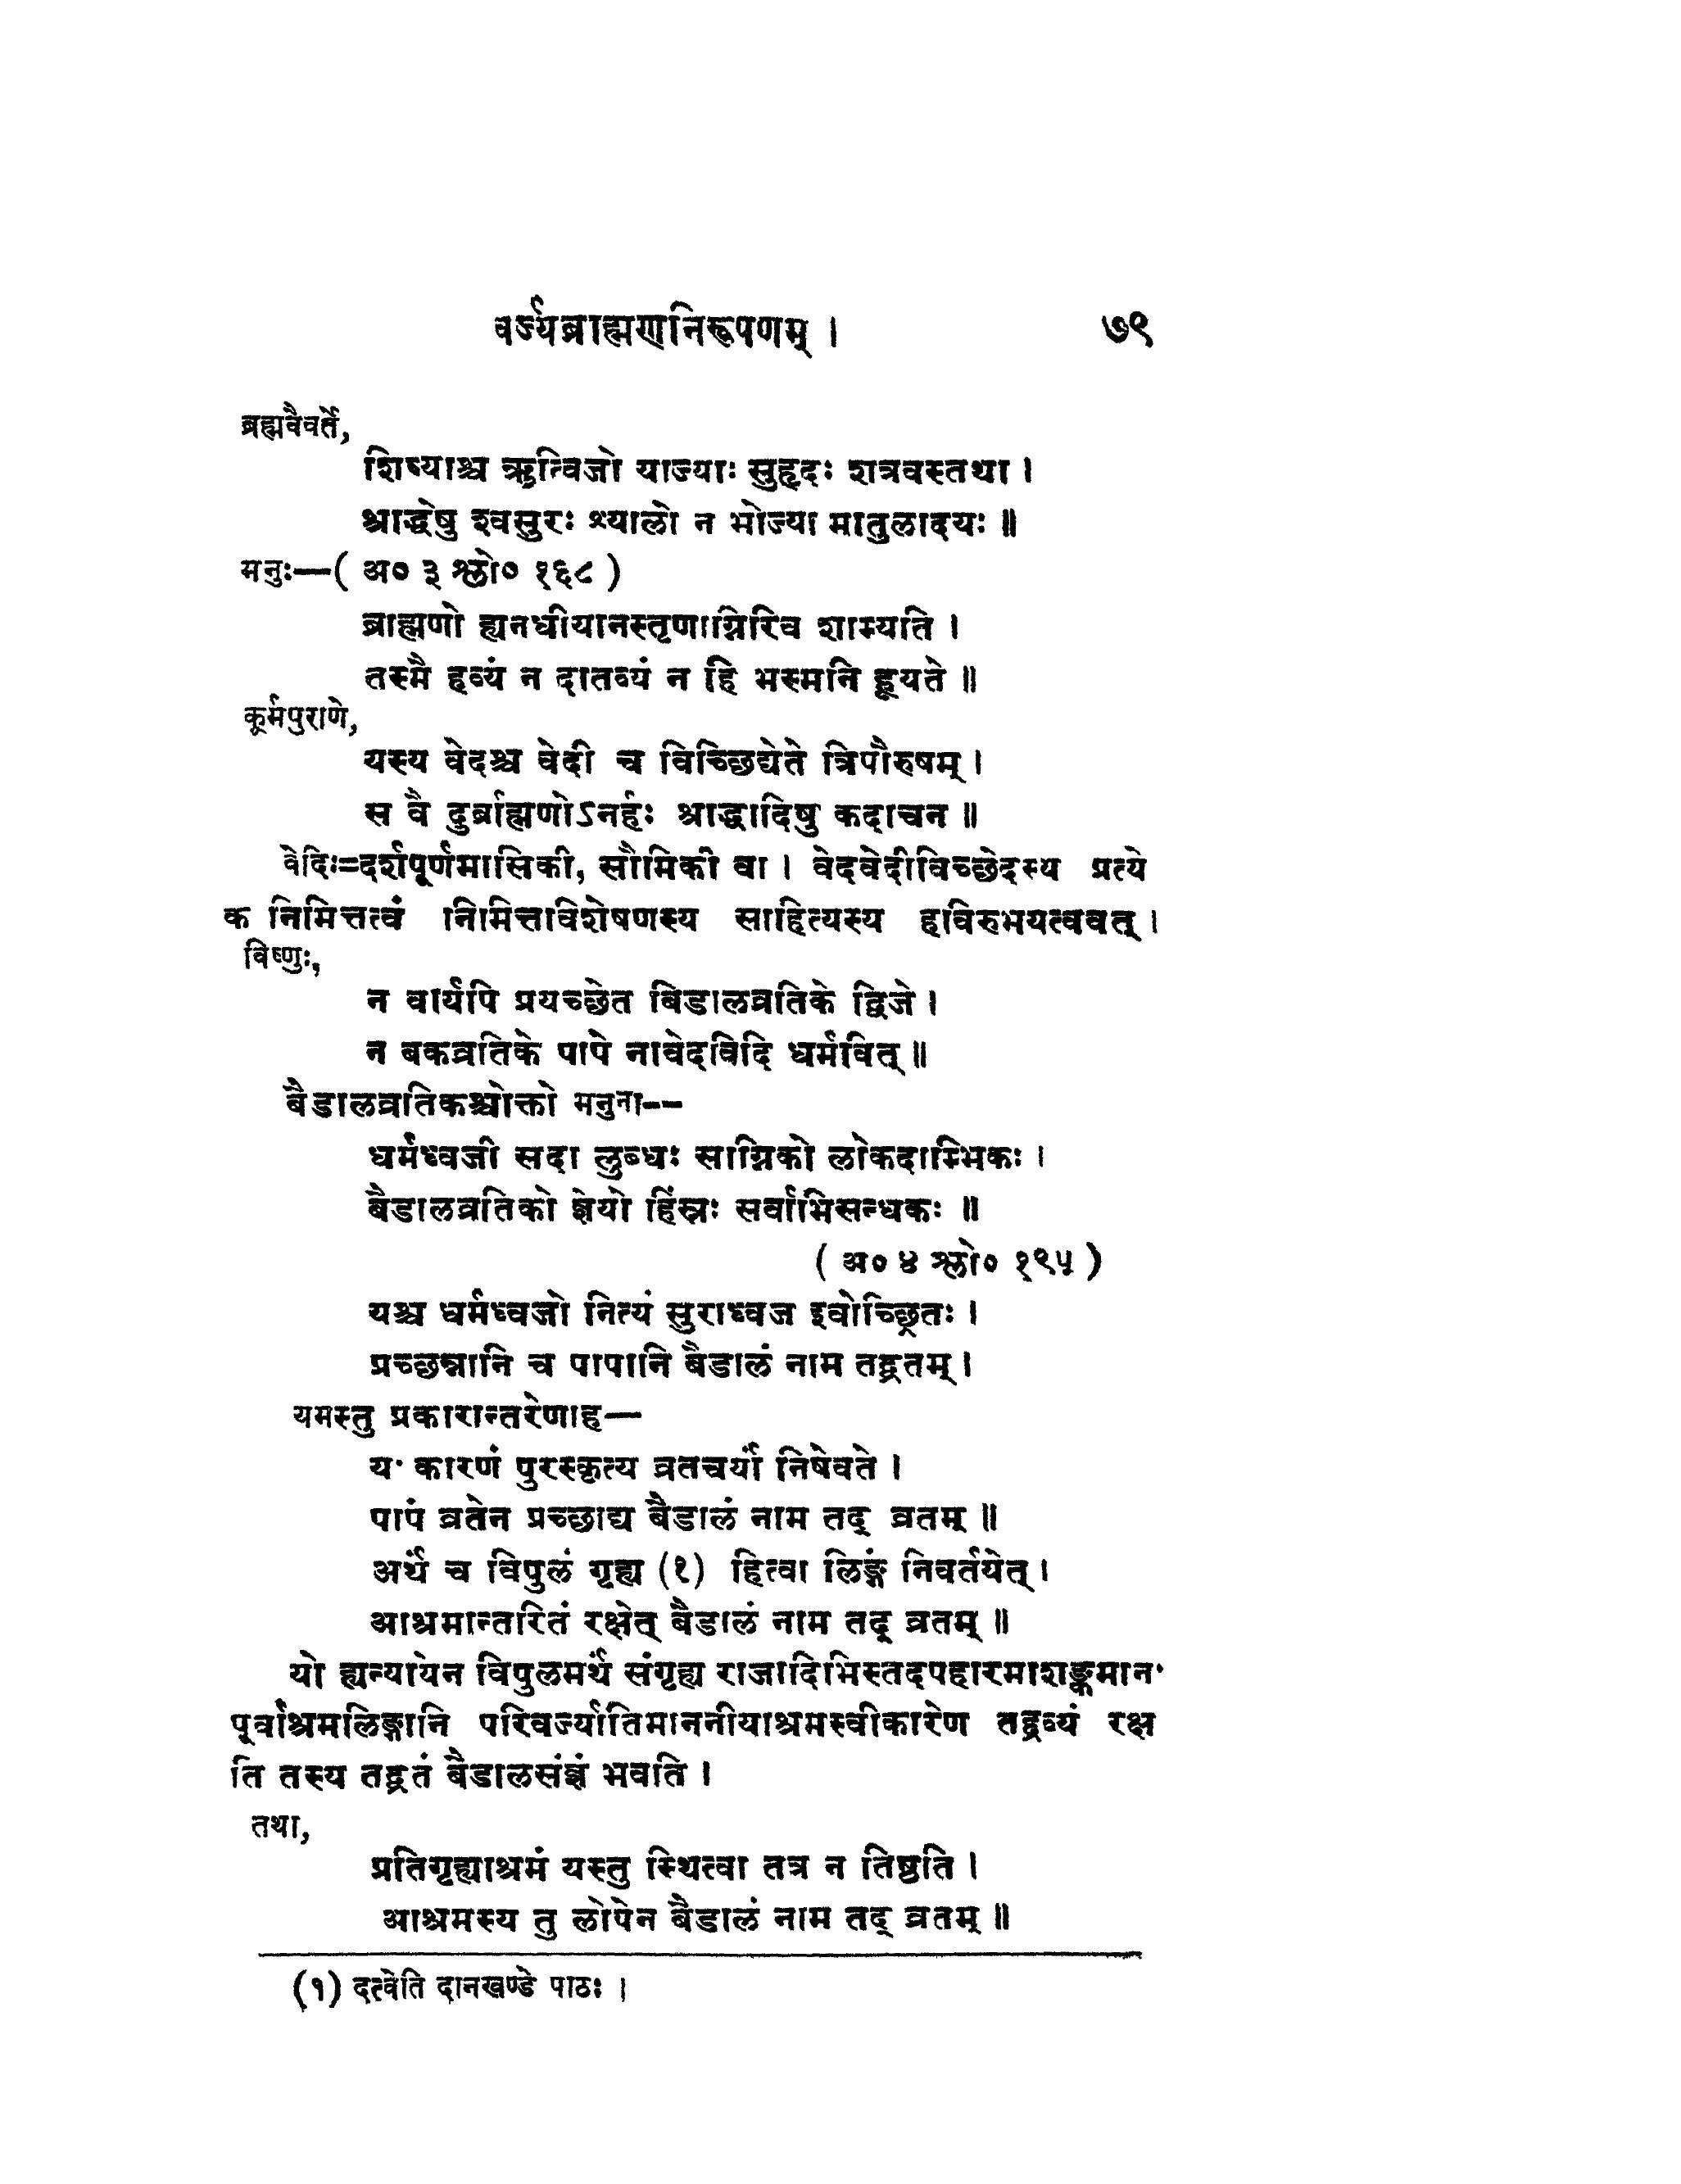 वर्ज्यब्राह्मणनिरूपणम् । ७९
ब्रह्मवैवर्ते,
शिष्याश्च ऋत्विजो याज्याः सुहृदः शत्रवस्तथा ।
श्राद्धेषु श्वसुरः श्यालो न भोज्या मातुलादयः ॥
मनुः—( अ० ३ श्लो० १६८ )
ब्राह्मणो ह्यनधीयानस्तृणाग्निरिव शाम्यति ।
तस्मै हव्यं न दातव्यं न हि भस्मनि हूयते ॥
कूर्मपुराणे,
यस्य वेदश्च वेदी च विच्छिद्येते त्रिपौरुषम् ।
स वै दुर्ब्राह्मणोऽनर्हः श्राद्धादिषु कदाचन ॥
वेदिः=दर्शपूर्णमासिकी, सौमिकी वा । वेदवेदीविच्छेदस्य प्रत्ये
क निमित्तत्वं निमित्तविशेषणस्य साहित्यस्य हविरुभयत्ववत् ।
विष्णुः,
न वार्यपि प्रयच्छेत बिडालव्रतिके द्विजे ।
न बकव्रतिके पापे नावेदविदि धर्मवित् ॥
बैडालव्रतिकश्चोक्तो मनुना--
धर्मध्वजी सदा लुब्धः साग्निको लोकदाम्भिकः ।
बैडालव्रतिको ज्ञेयो हिंस्रः सर्वाभिसन्धकः ॥
( अ० ४ श्लो० १९५ )
यश्च धर्मध्वजो नित्यं सुराध्वज इवोच्छ्रितः ।
प्रच्छन्नानि च पापानि बैडालं नाम तद्व्रतम् ।
यमस्तु प्रकारान्तरेणाह—
य· कारणं पुरस्कृत्य व्रतचर्यां निषेवते ।
पापं व्रतेन प्रच्छाद्य बैडालं नाम तद् व्रतम् ॥
अर्थं च विपुलं गृह्य (१) हित्वा लिङ्गं निवर्तयेत् ।
आश्रमान्तरितं रक्षेत् बैडालं नाम तद् व्रतम् ॥
यो ह्यन्यायेन विपुलमर्थं संगृह्य राजादिभिस्तदपहारमाशङ्कमान·
पूर्वाश्रमलिङ्गानि परिवर्ज्यातिमाननीयाश्रमस्वीकारेण तद्द्रव्यं रक्ष
ति तस्य तद्व्रतं बैडालसंज्ञं भवति ।
तथा,
प्रतिगृह्याश्रमं यस्तु स्थित्वा तत्र न तिष्ठति ।
आश्रमस्य तु लोपेन बैडालं नाम तद् व्रतम् ॥
(१) दत्वेति दानखण्डे पाठः ।